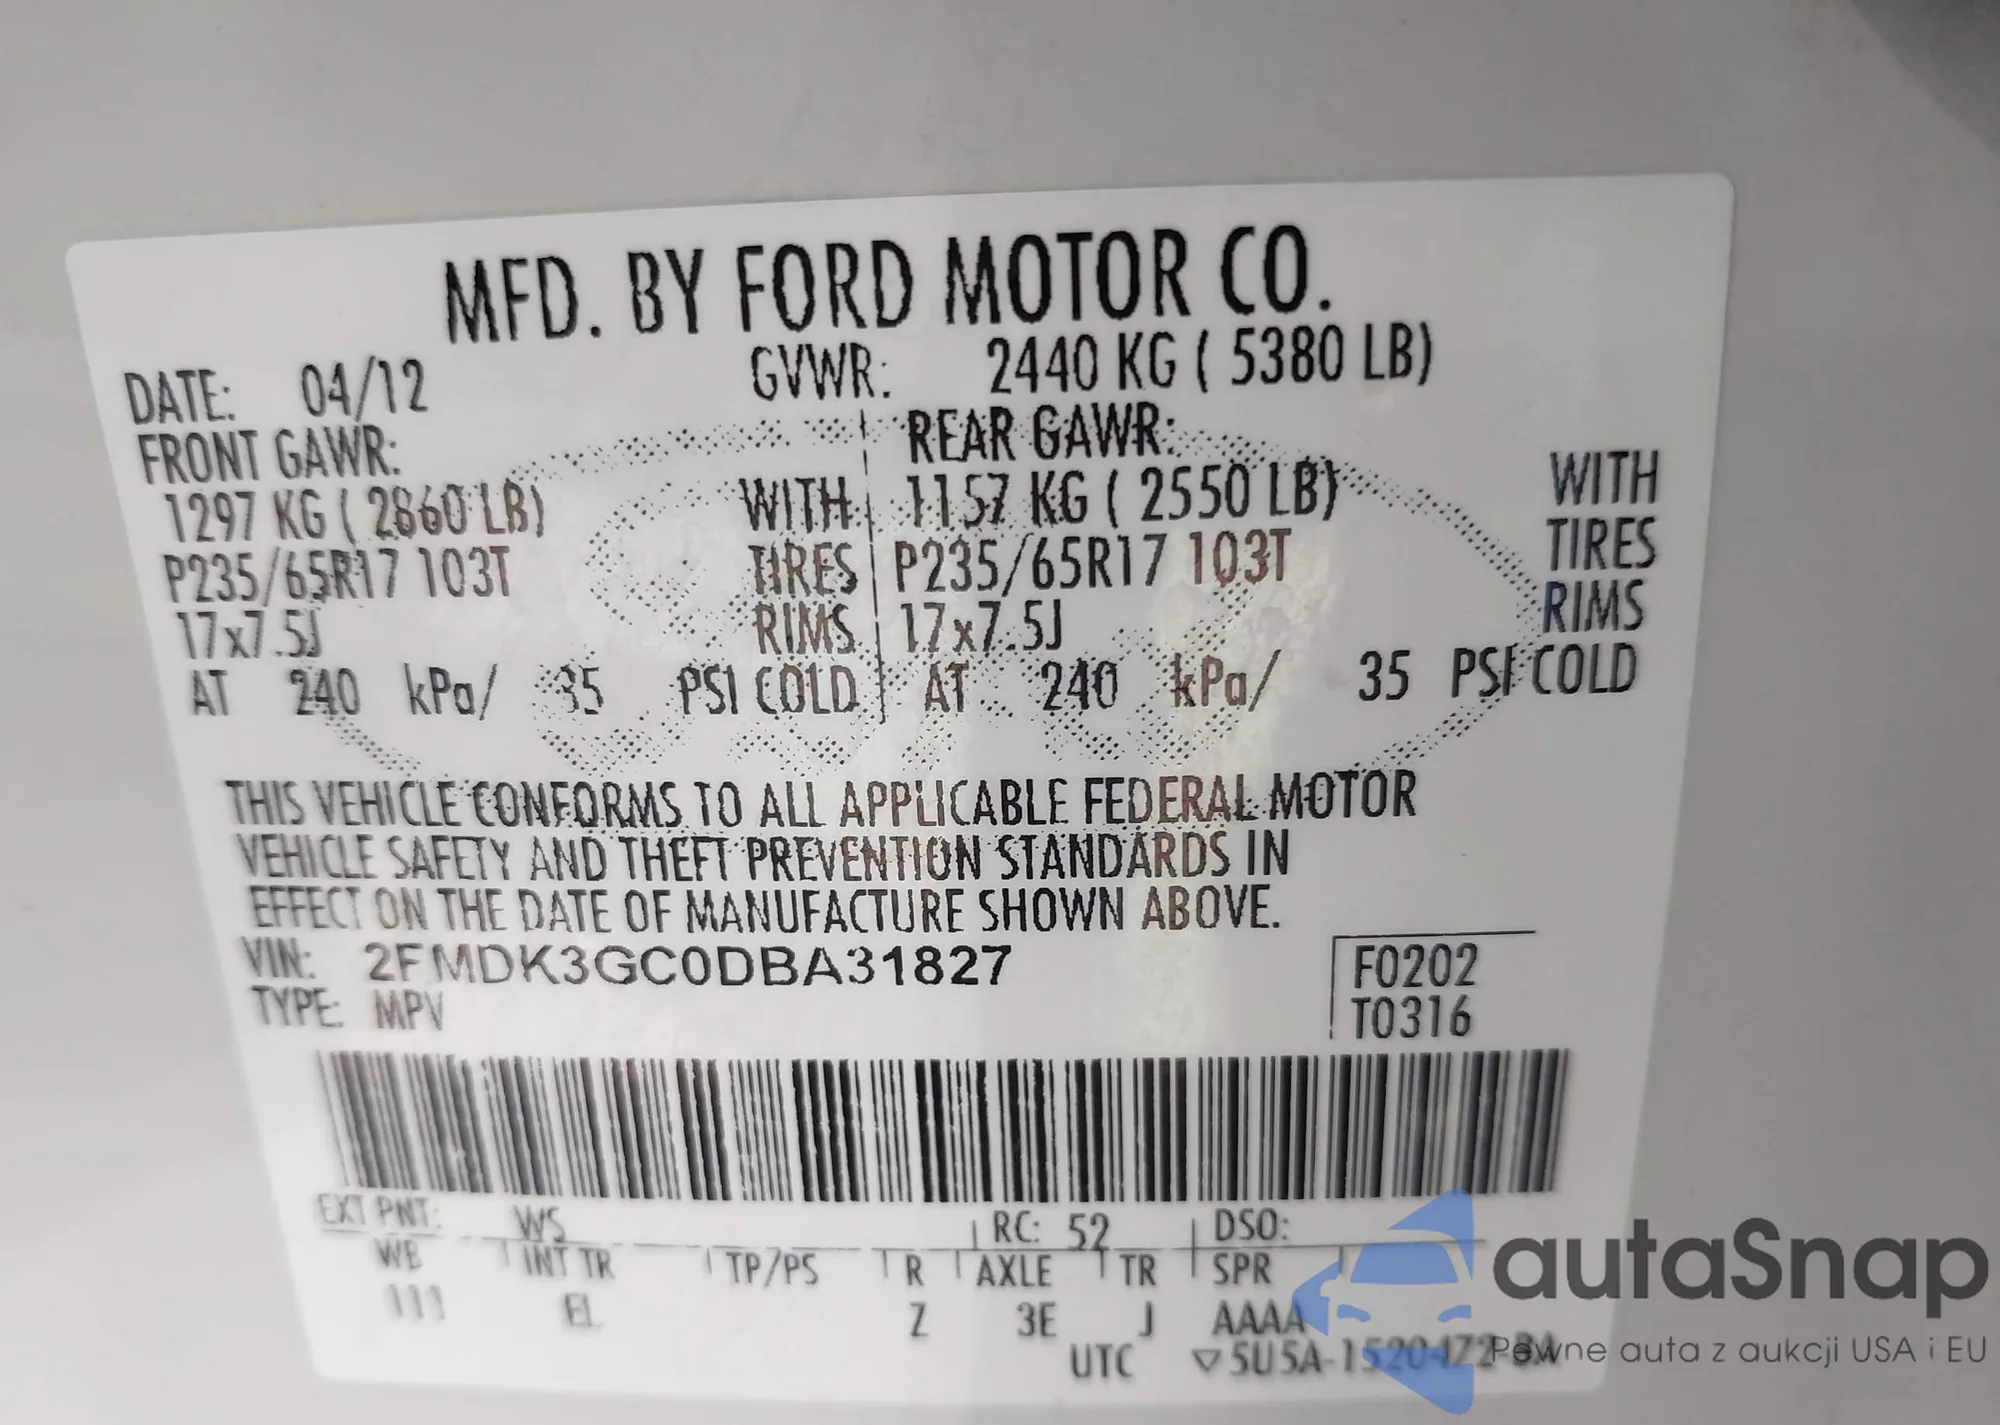 MFD. BY FORD MOTOR CO.
DATE: 04/12 GVWR: 2440 KG ( 5380 LB)
FRONT GAWR: REAR GAWR:
1297 KG ( 2860 LB) WITH 1157 KG ( 2550 LB) WITH
P235/65R17 103T TIRES P235/65R17 103T TIRES
17x7.5J RIMS 17x7.5J RIMS
AT 240 kPa/ 35 PSI COLD AT 240 kPa/ 35 PSI COLD
THIS VEHICLE CONFORMS TO ALL APPLICABLE FEDERAL MOTOR
VEHICLE SAFETY AND THEFT PREVENTION STANDARDS IN
EFFECT ON THE DATE OF MANUFACTURE SHOWN ABOVE.
VIN: 2FMDK3GC0DBA31827 F0202
TYPE: MPV T0316
EXT PNT: WS RC: 52 DSO:
WB INT TR TP/PS R AXLE TR SPR
111 EL Z 3E J AAAA
UTC ▽5U5A-1520472-BA
autaSnap
Pewne auta z aukcji USA i EU